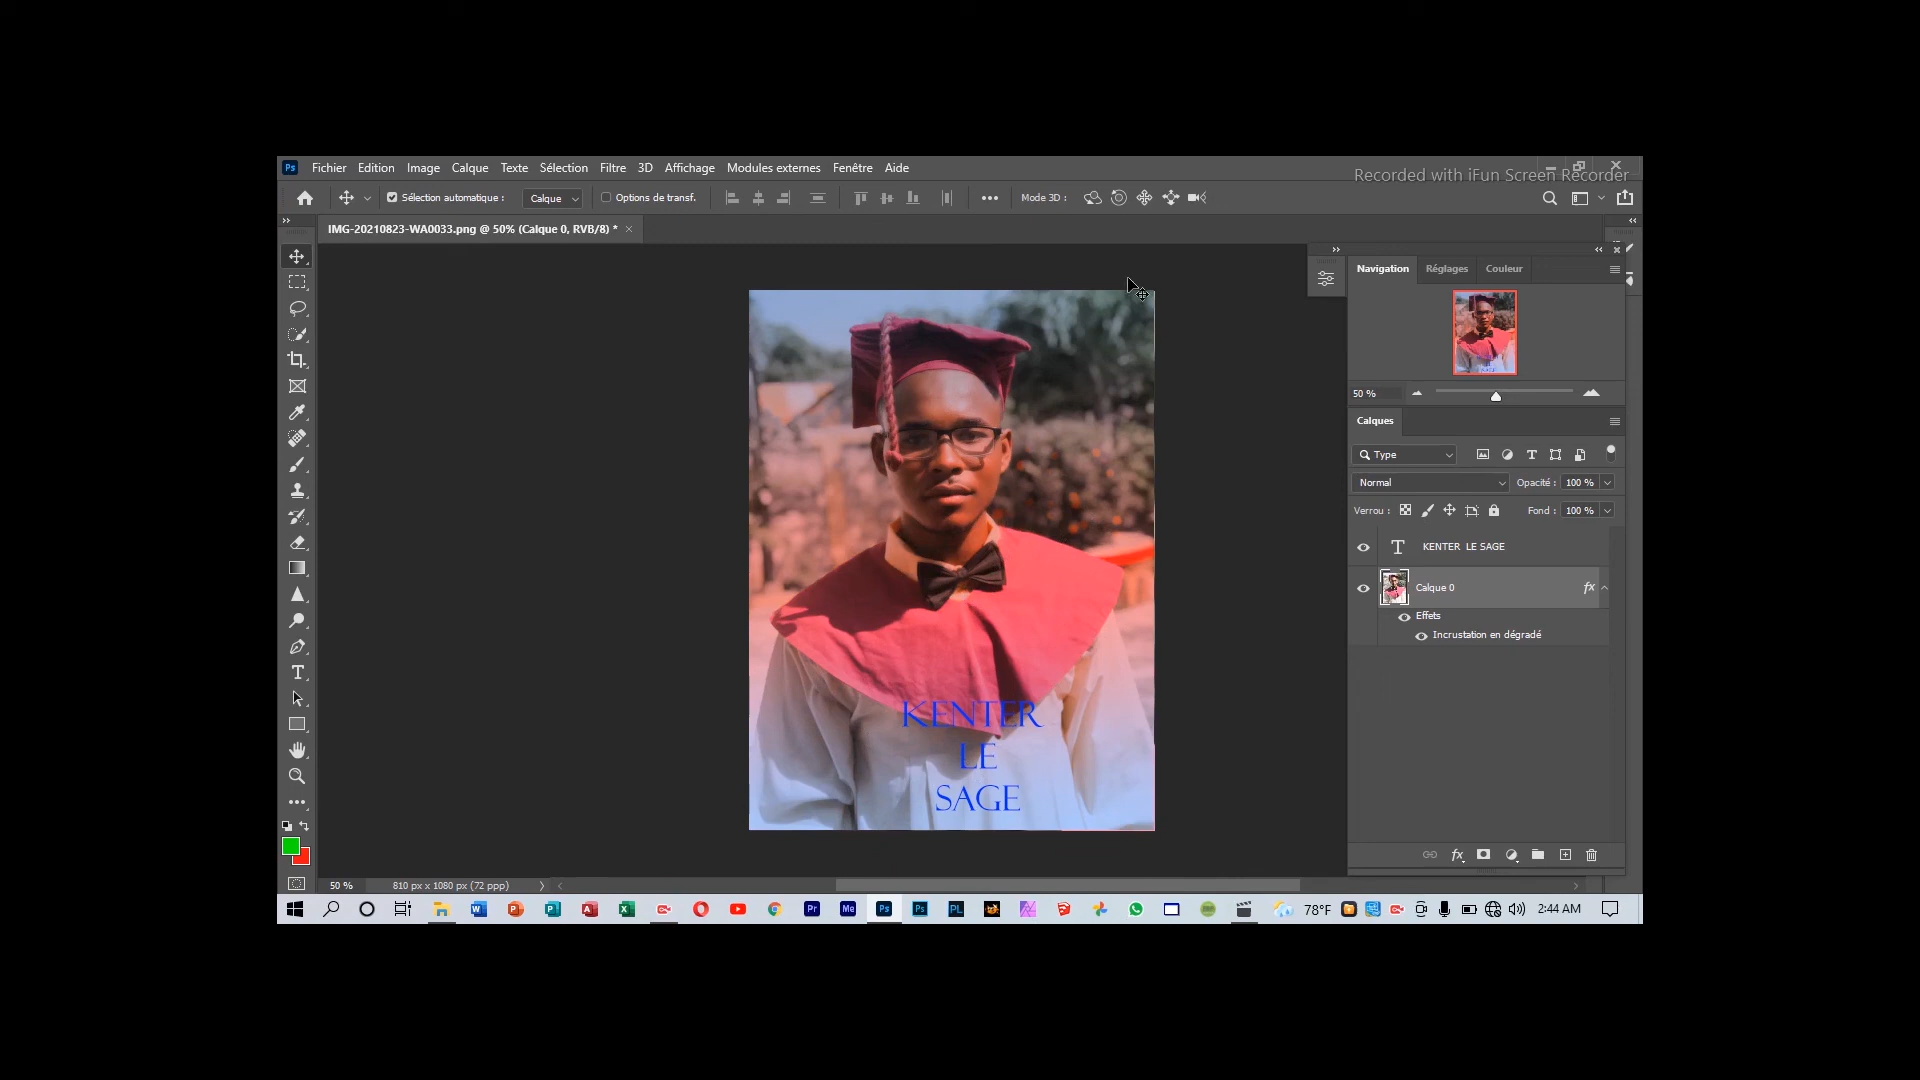 Ps Fichier Edition Image Calque Texte Sélection Filtre 3D Affichage Modules externes Fenêtre Aide
Recorded with iFun Screen Recorder
Sélection automatique : Calque Options de transf. Mode 3D :
IMG-20210823-WA0033.png @ 50% (Calque 0, RVB/8) *
Navigation Réglages Couleur
50 %
Calques
Type
Normal Opacité : 100 %
Verrou : Fond : 100 %
KENTER LE SAGE
Calque 0 fx
Effets
Incrustation en dégradé
KENTER
LE
SAGE
fx
50 % 810 px x 1080 px (72 ppp)
78°F 2:44 AM